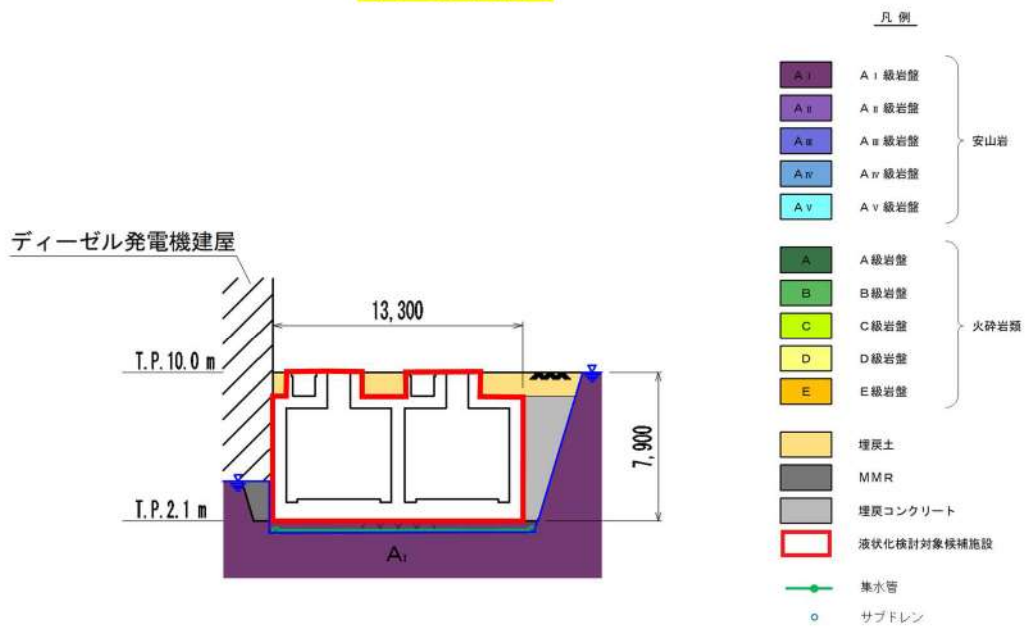 ディーゼル発電機建屋
13,300
T.P.10.0 m
7,900
T.P.2.1 m
AⅠ
凡例
AⅠ AⅠ級岩盤
AⅡ AⅡ級岩盤
AⅢ AⅢ級岩盤
AⅣ AⅣ級岩盤
AⅤ AⅤ級岩盤
安山岩
A A級岩盤
B B級岩盤
C C級岩盤
D D級岩盤
E E級岩盤
火砕岩類
埋戻土
MMR
埋戻コンクリート
液状化検討対象候補施設
集水管
サブドレン